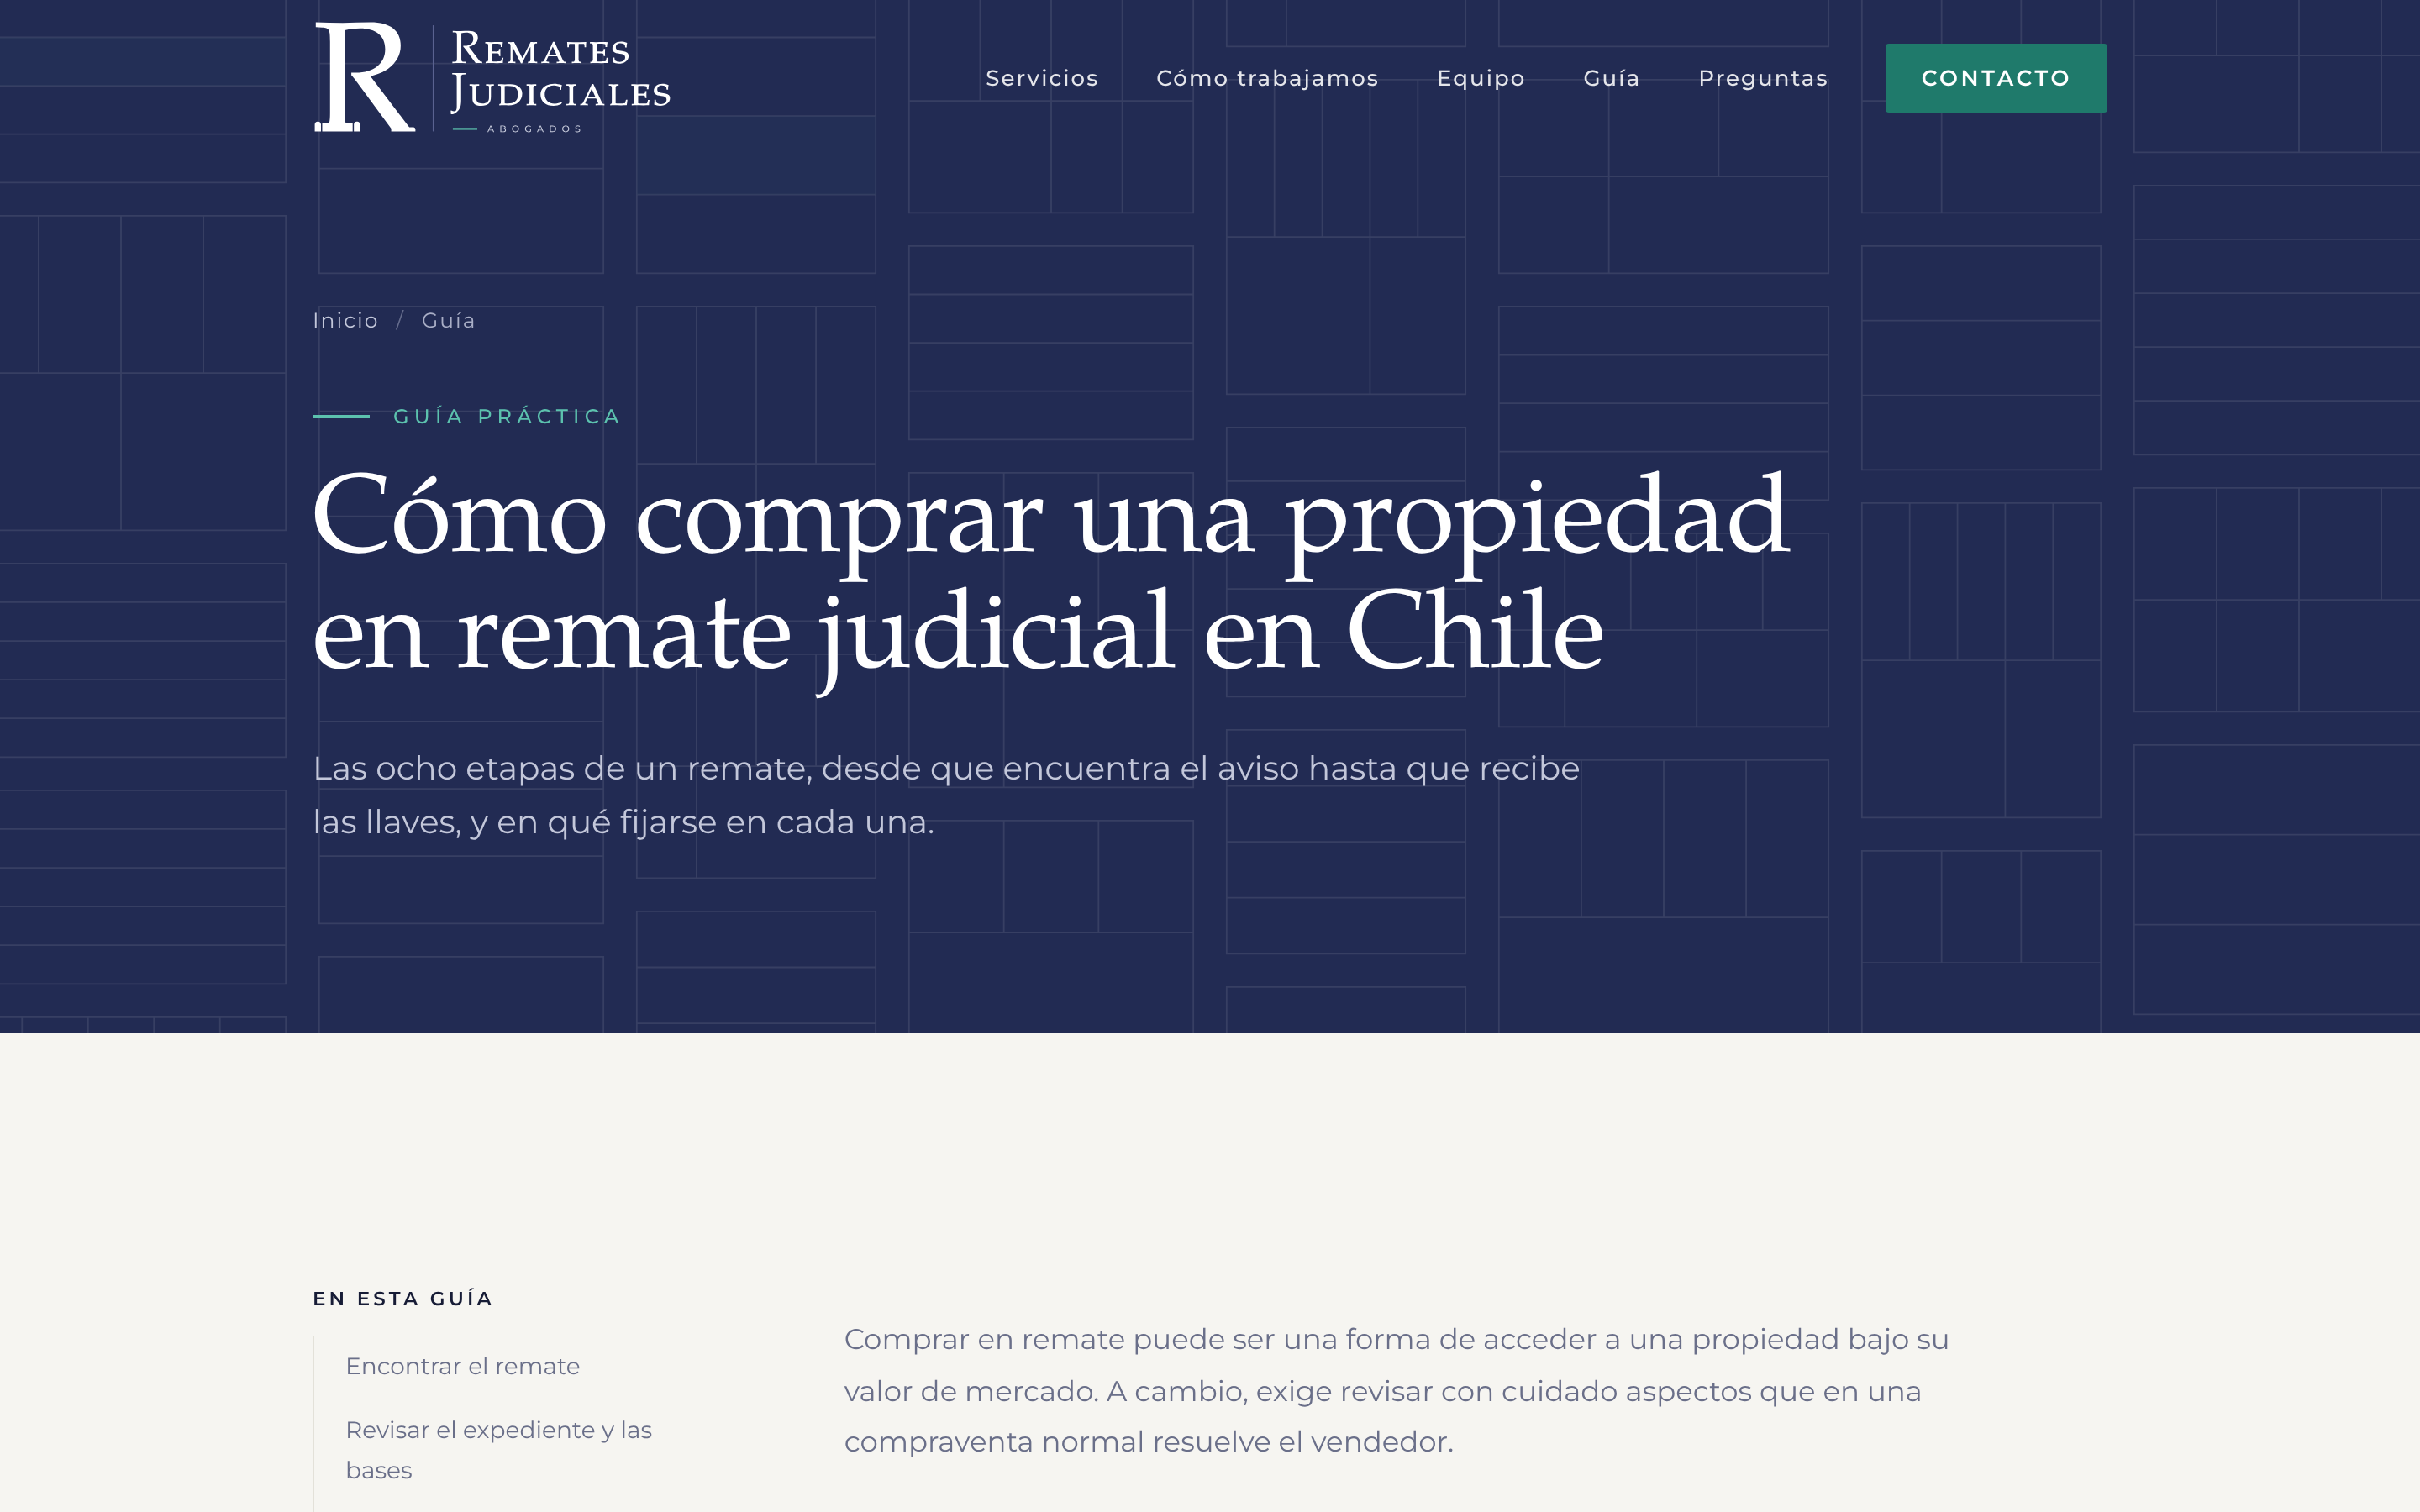 R
REMATES
JUDICIALES
ABOGADOS
Servicios
Cómo trabajamos
Equipo
Guía
Preguntas
CONTACTO
Inicio / Guía
GUÍA PRÁCTICA
Cómo comprar una propiedad
en remate judicial en Chile
Las ocho etapas de un remate, desde que encuentra el aviso hasta que recibe
las llaves, y en qué fijarse en cada una.
EN ESTA GUÍA
Encontrar el remate
Revisar el expediente y las
bases
Comprar en remate puede ser una forma de acceder a una propiedad bajo su
valor de mercado. A cambio, exige revisar con cuidado aspectos que en una
compraventa normal resuelve el vendedor.